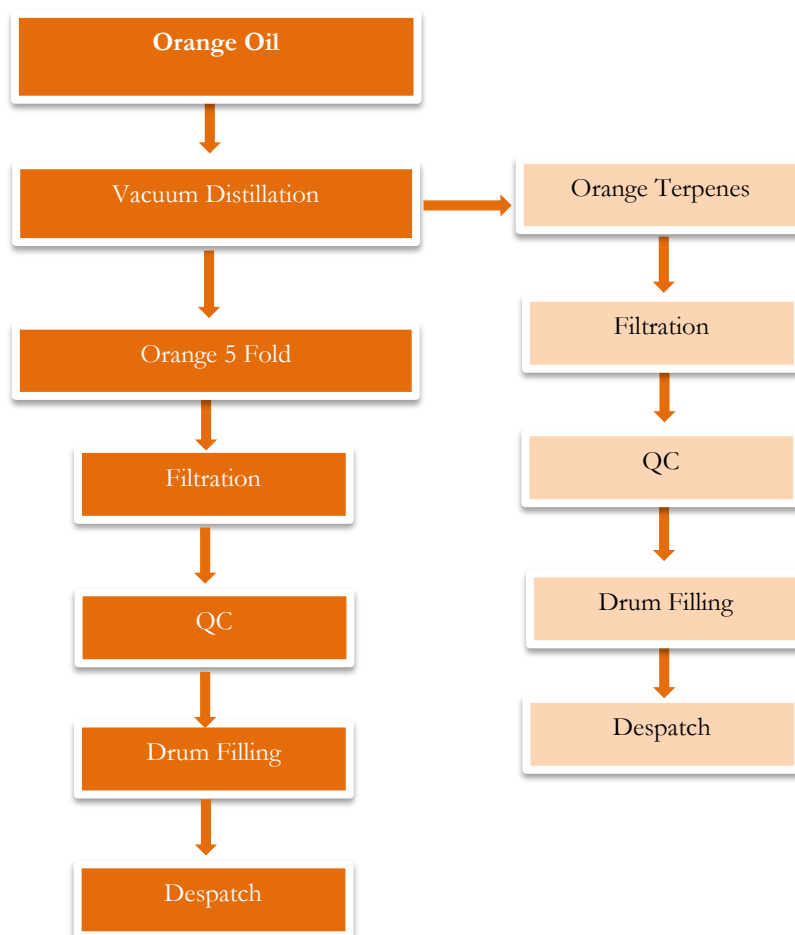 Orange Oil
Vacuum Distillation
Orange 5 Fold
Filtration
QC
Drum Filling
Despatch
Orange Terpenes
Filtration
QC
Drum Filling
Despatch